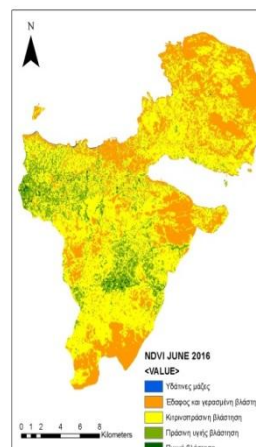 N
NDVI JUNE 2016
<VALUE>
Υδάτινες μάζες
Έδαφος και γερασμένη βλάστηση
Κιτρινοπράσινη βλάστηση
Πράσινη υγιής βλάστηση
0 1 2 4 6 8
Kilometers